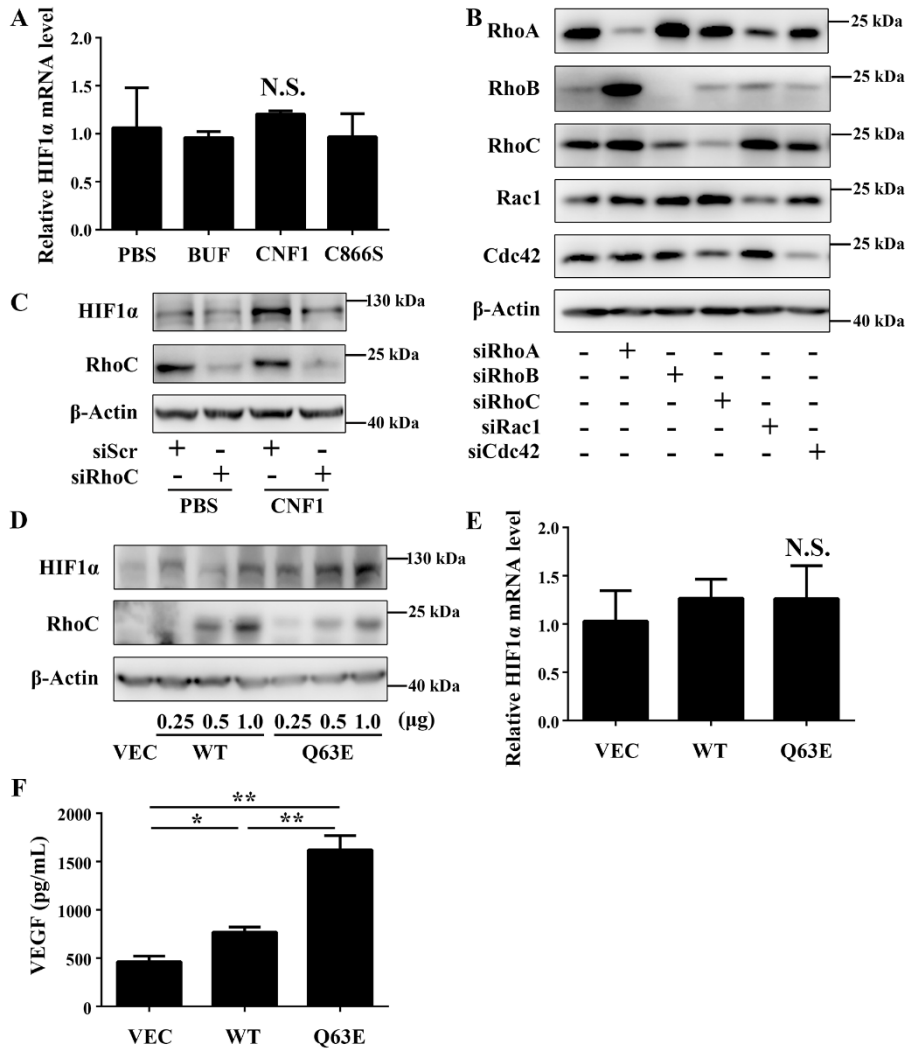 A
Relative HIF1α mRNA level
2.0
1.5
1.0
0.5
0.0
N.S.
PBS BUF CNF1 C866S
B
RhoA 25 kDa
RhoB 25 kDa
RhoC 25 kDa
Rac1 25 kDa
Cdc42 25 kDa
β-Actin 40 kDa
siRhoA - + - - - -
siRhoB - - + - - -
siRhoC - - - + - -
siRac1 - - - - + -
siCdc42 - - - - - +
C
HIF1α 130 kDa
RhoC 25 kDa
β-Actin 40 kDa
siScr + - + -
siRhoC - + - +
PBS CNF1
D
HIF1α 130 kDa
RhoC 25 kDa
β-Actin 40 kDa
0.25 0.5 1.0 0.25 0.5 1.0 (μg)
VEC WT Q63E
E
Relative HIF1α mRNA level
2.0
1.5
1.0
0.5
0.0
N.S.
VEC WT Q63E
F
VEGF (pg/mL)
2000
1500
1000
500
0
**
* **
VEC WT Q63E